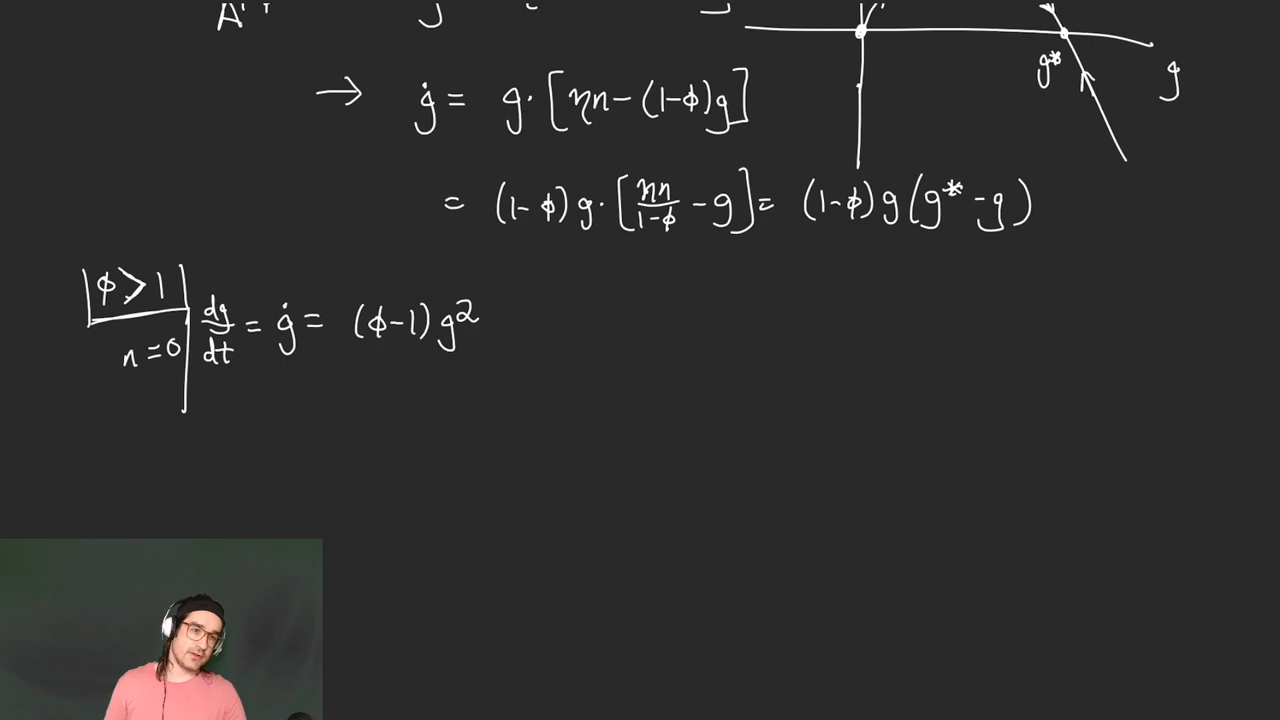 g*
g
→ ġ = g · [ηn − (1−ϕ)g]
= (1−ϕ) g · [ηn/(1−ϕ) − g] = (1−ϕ) g (g* − g)
ϕ > 1
n = 0
dg/dt = ġ = (ϕ−1) g²